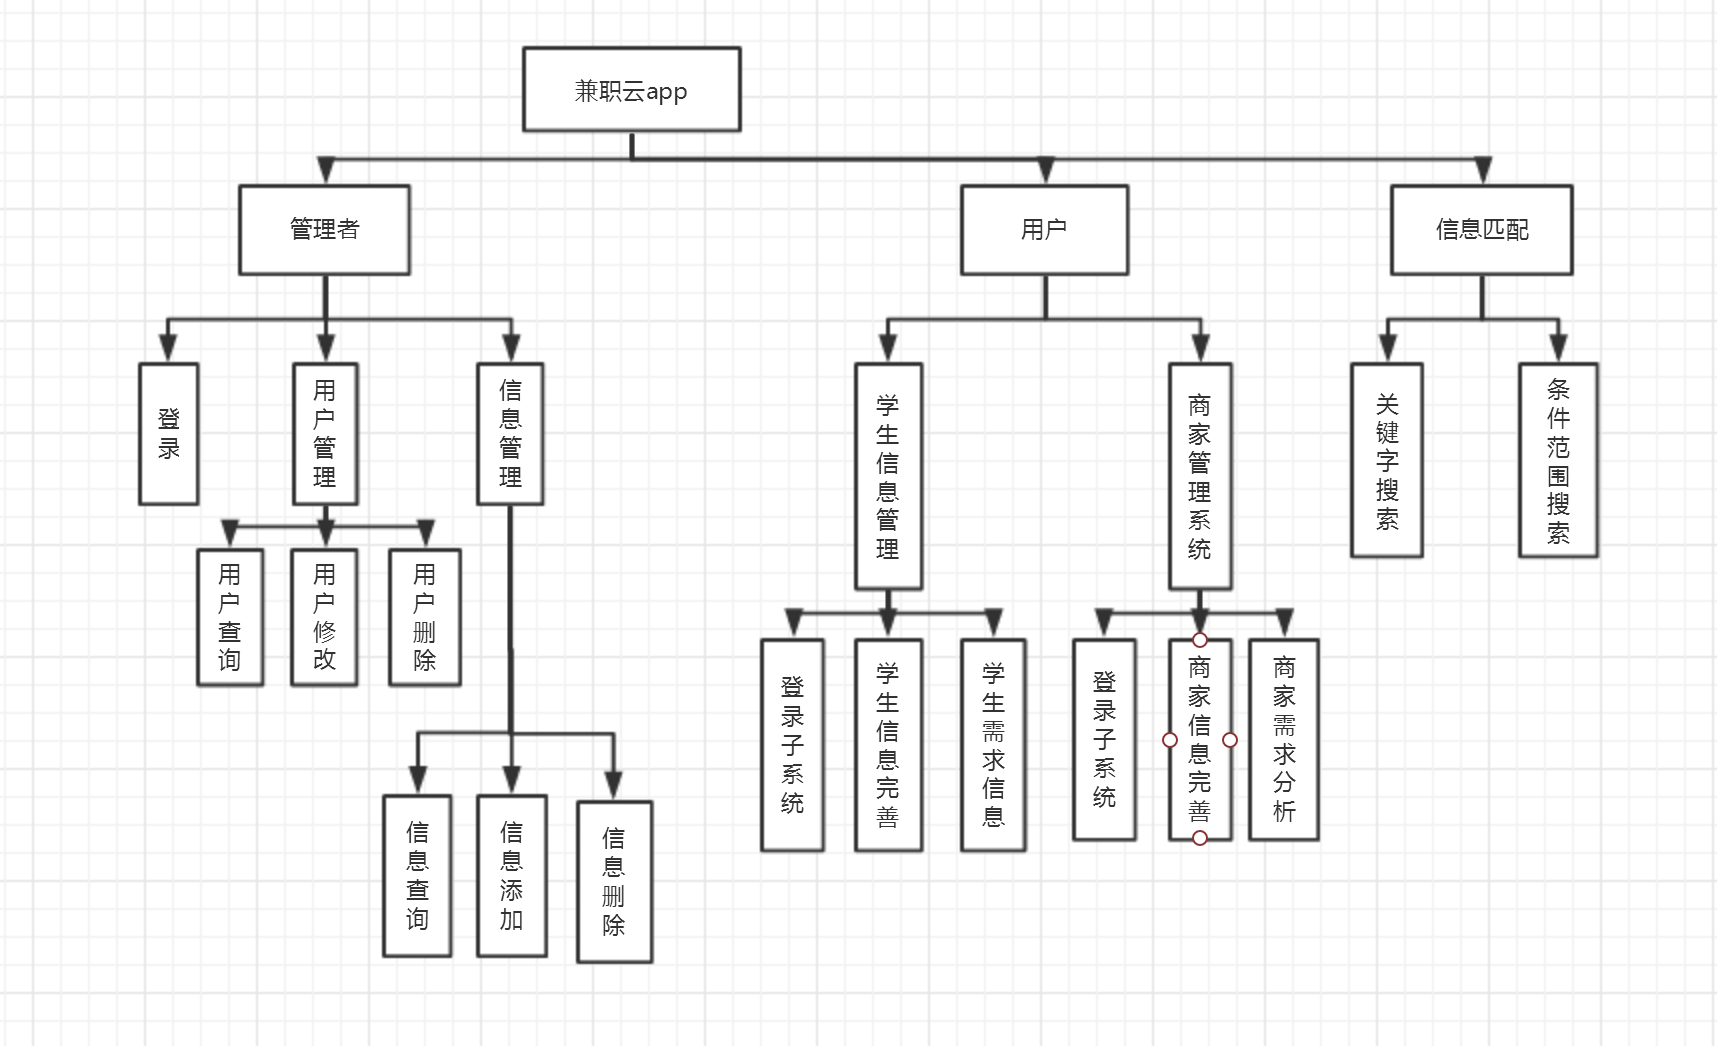 兼职云app
管理者
用户
信息匹配
登录
用户管理
信息管理
学生信息管理
商家管理系统
关键字搜索
条件范围搜索
用户查询
用户修改
用户删除
登录子系统
学生信息完善
学生需求信息
登录子系统
商家信息完善
商家需求分析
信息查询
信息添加
信息删除